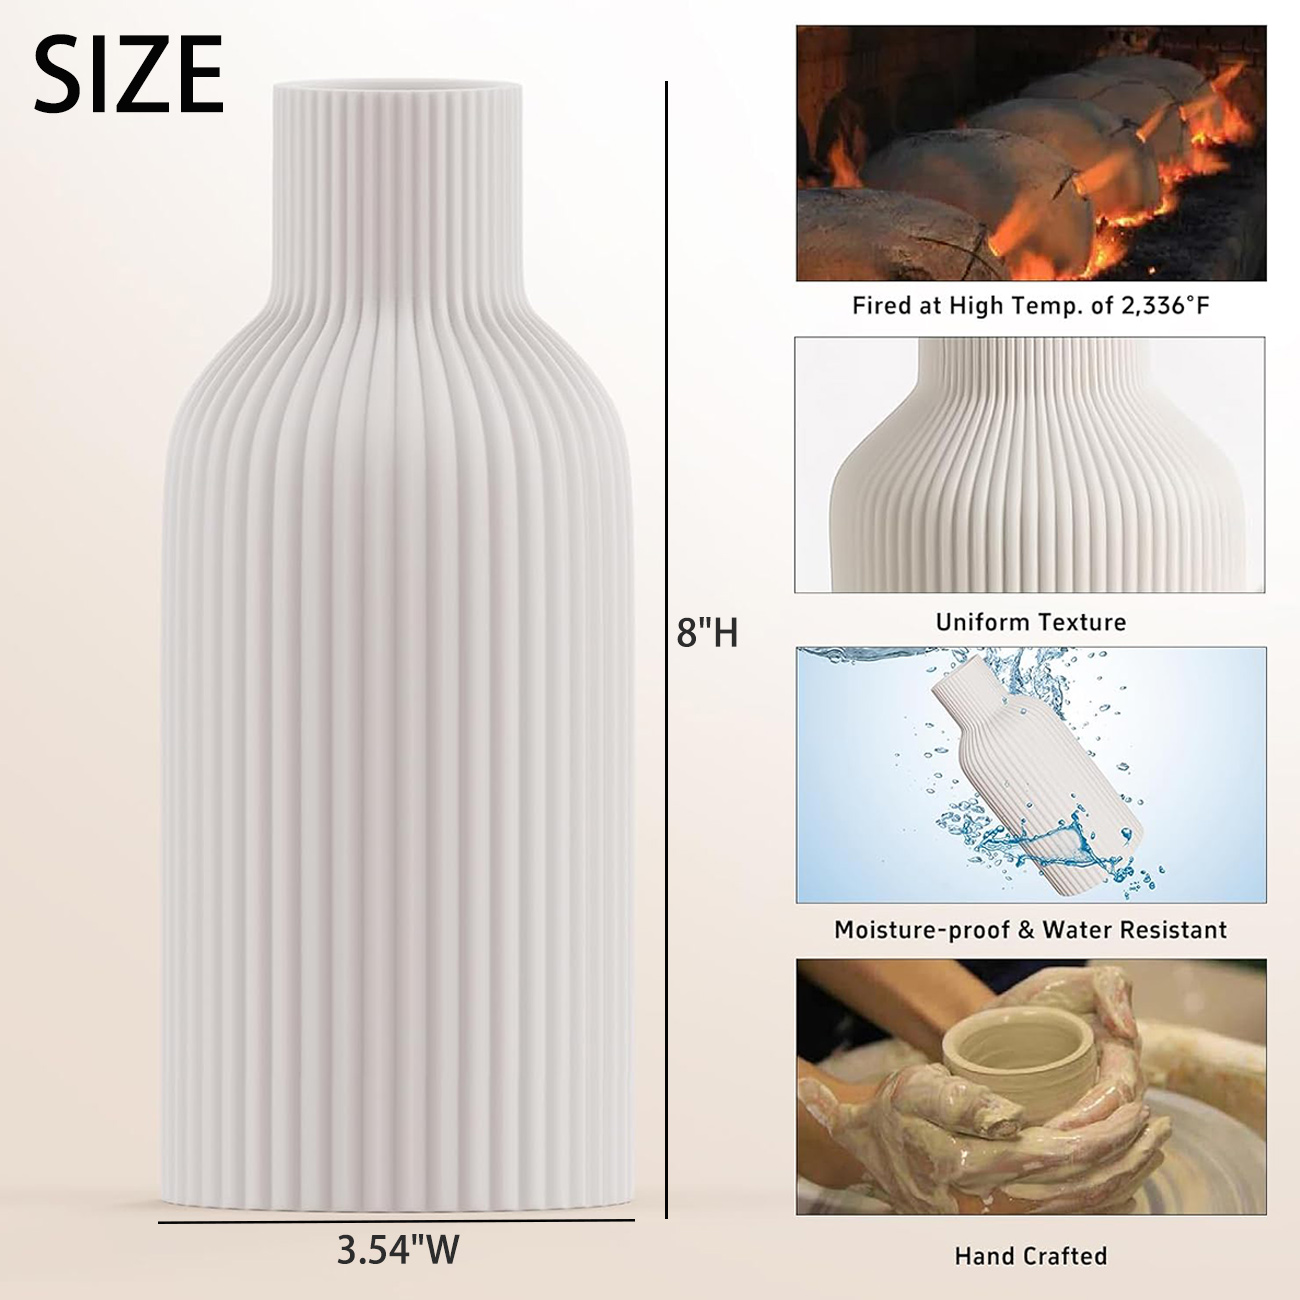 SIZE
Fired at High Temp. of 2,336°F
Uniform Texture
8"H
Moisture-proof & Water Resistant
3.54"W
Hand Crafted